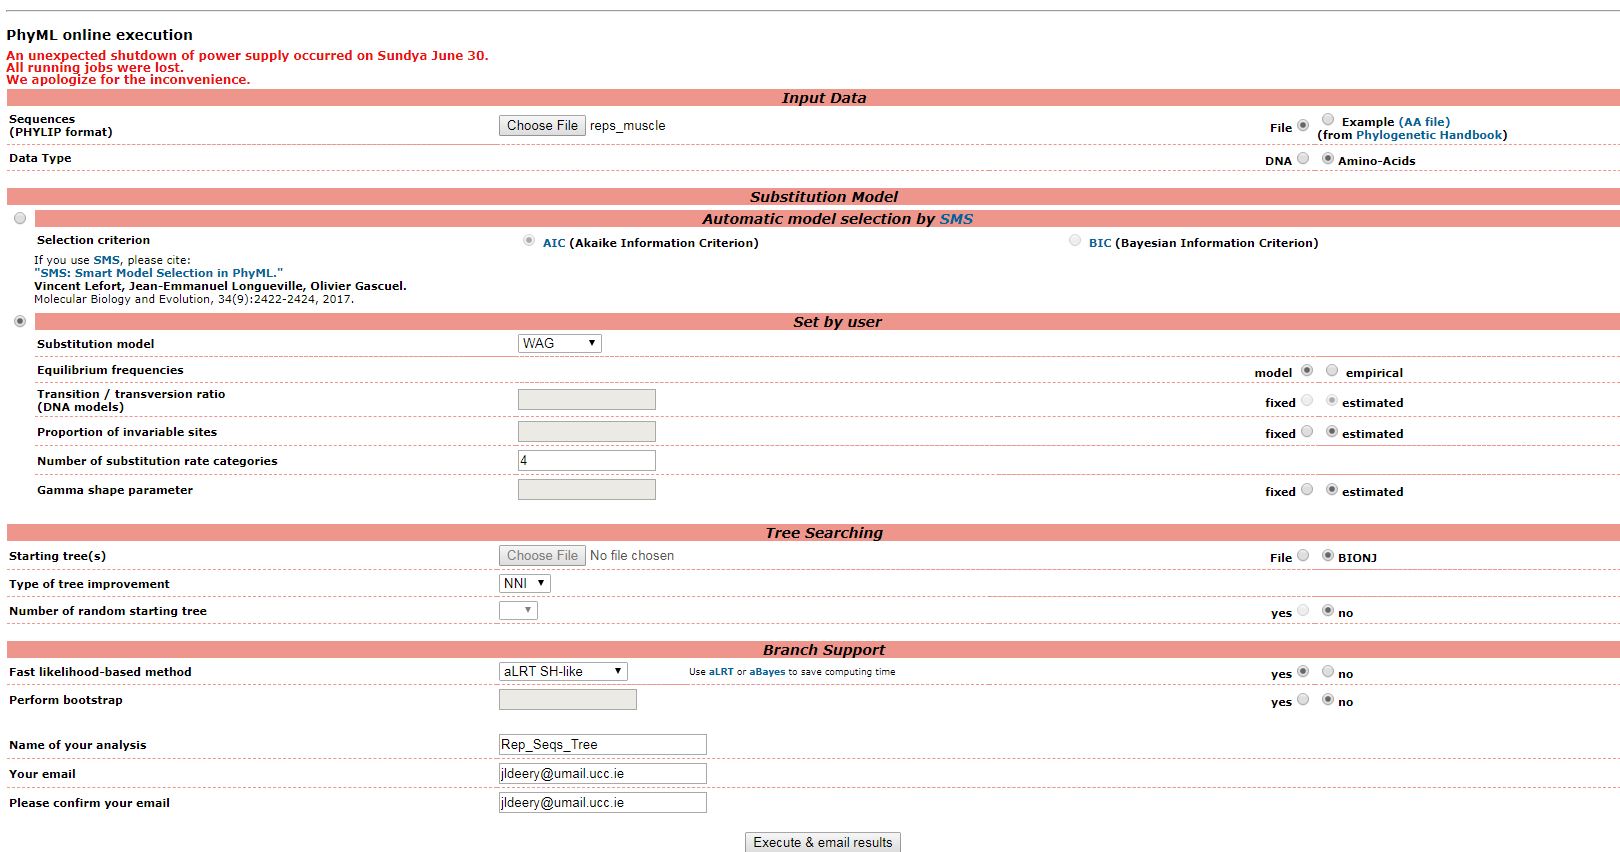 PhyML online execution
An unexpected shutdown of power supply occurred on Sundya June 30.
All running jobs were lost.
We apologize for the inconvenience.
Input Data
Sequences
(PHYLIP format)
Choose File reps_muscle
File
Example (AA file)
(from Phylogenetic Handbook)
Data Type
DNA Amino-Acids
Substitution Model
Automatic model selection by SMS
Selection criterion
AIC (Akaike Information Criterion)
BIC (Bayesian Information Criterion)
If you use SMS, please cite:
"SMS: Smart Model Selection in PhyML."
Vincent Lefort, Jean-Emmanuel Longueville, Olivier Gascuel.
Molecular Biology and Evolution, 34(9):2422-2424, 2017.
Set by user
Substitution model WAG
Equilibrium frequencies model empirical
Transition / transversion ratio
(DNA models)
fixed estimated
Proportion of invariable sites fixed estimated
Number of substitution rate categories 4
Gamma shape parameter fixed estimated
Tree Searching
Starting tree(s) Choose File No file chosen File BIONJ
Type of tree improvement NNI
Number of random starting tree yes no
Branch Support
Fast likelihood-based method aLRT SH-like Use aLRT or aBayes to save computing time yes no
Perform bootstrap yes no
Name of your analysis Rep_Seqs_Tree
Your email jldeery@umail.ucc.ie
Please confirm your email jldeery@umail.ucc.ie
Execute & email results